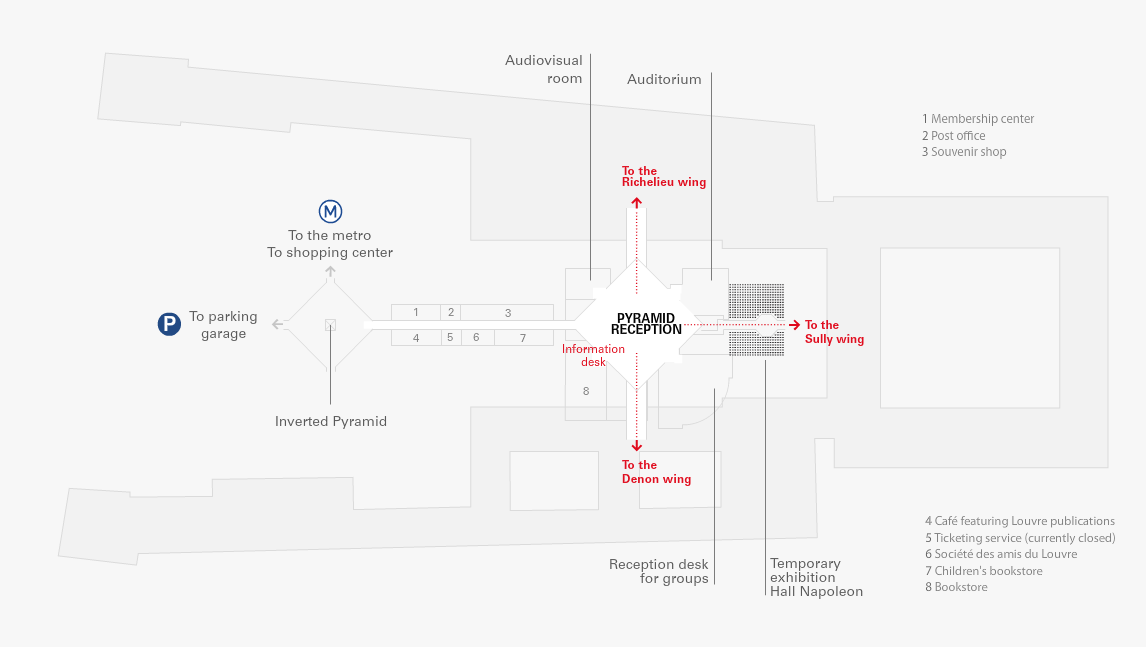 Audiovisual
room
Auditorium
1 Membership center
2 Post office
3 Souvenir shop
To the
Richelieu wing
M
To the metro
To shopping center
P
To parking
garage
1
2
3
4
5
6
7
PYRAMID
RECEPTION
To the
Sully wing
Information
desk
8
Inverted Pyramid
To the
Denon wing
4 Café featuring Louvre publications
5 Ticketing service (currently closed)
6 Société des amis du Louvre
7 Children's bookstore
8 Bookstore
Reception desk
for groups
Temporary
exhibition
Hall Napoleon